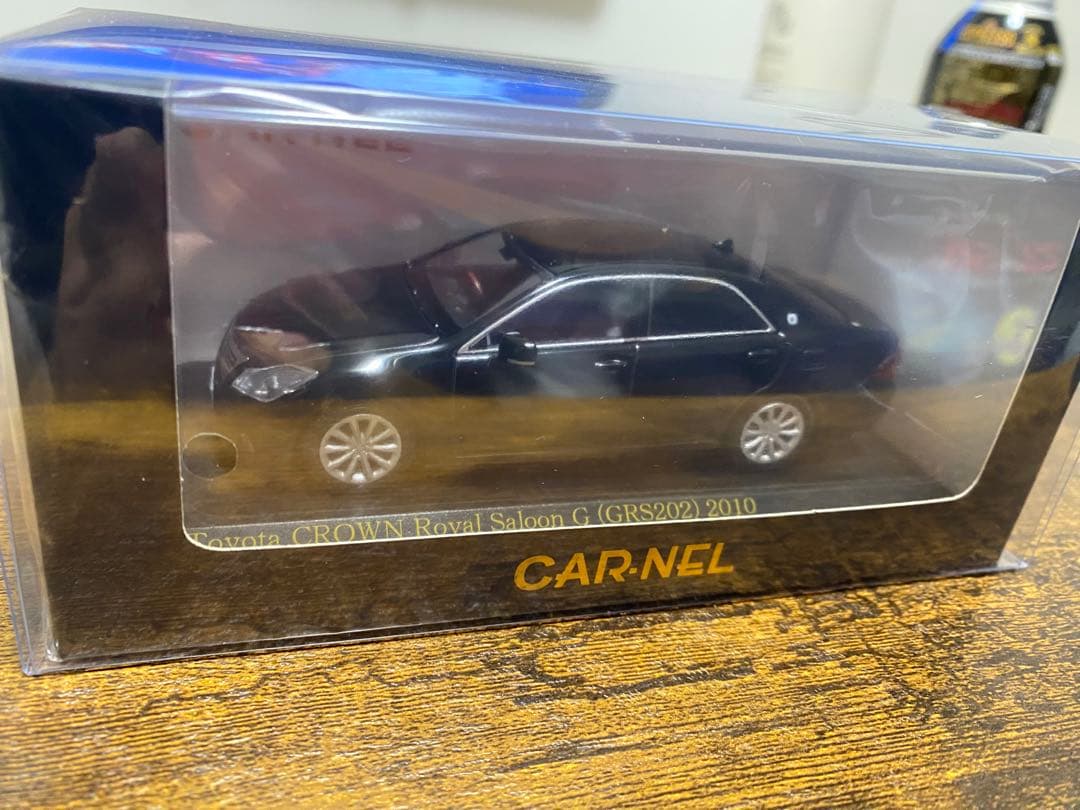 Toyota CROWN Royal Saloon G (GRS202) 2010
CAR·NEL